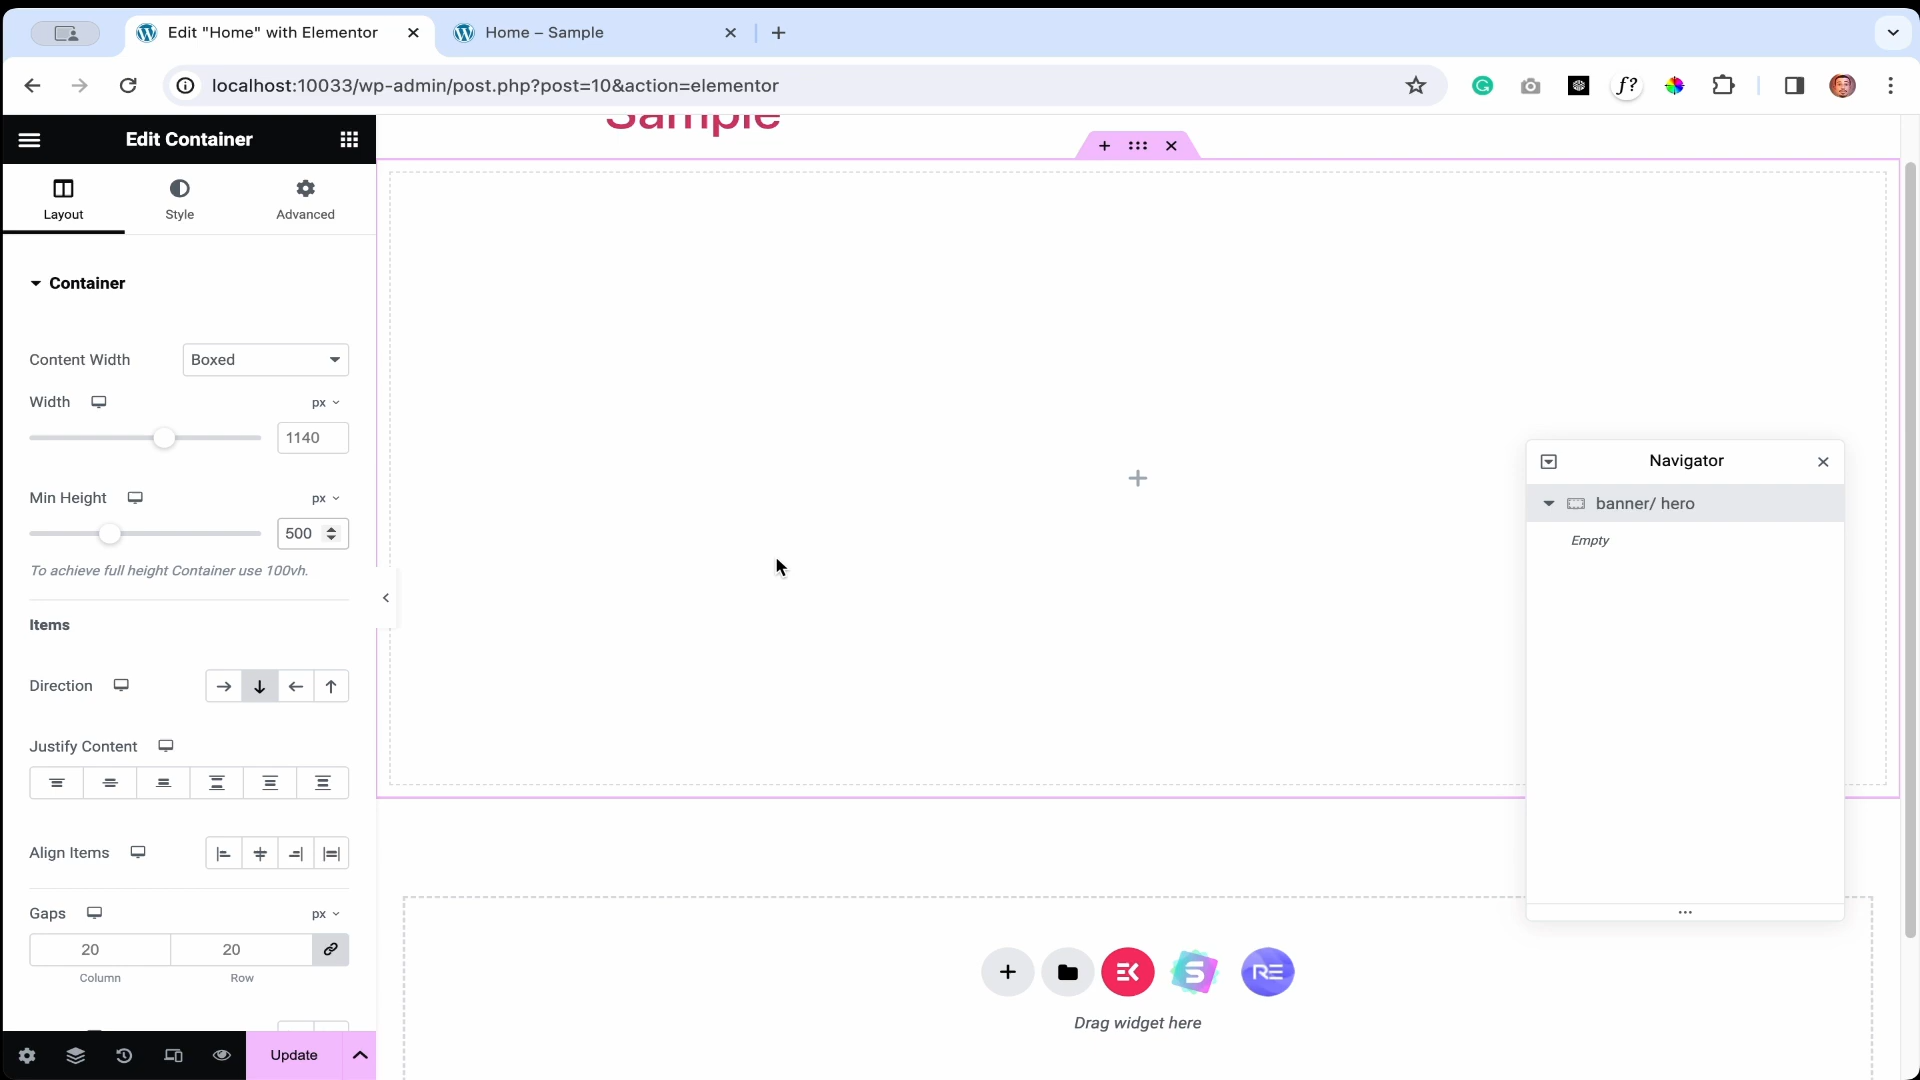 Edit "Home" with Elementor
Home – Sample
localhost:10033/wp-admin/post.php?post=10&action=elementor
f?
Edit Container
Sample
Layout
Style
Advanced
Container
Content Width
Boxed
Width
px
1140
Min Height
px
500
To achieve full height Container use 100vh.
Items
Direction
Justify Content
Align Items
Gaps
px
20
20
Column
Row
Update
Navigator
banner/ hero
Empty
S
RE
Drag widget here